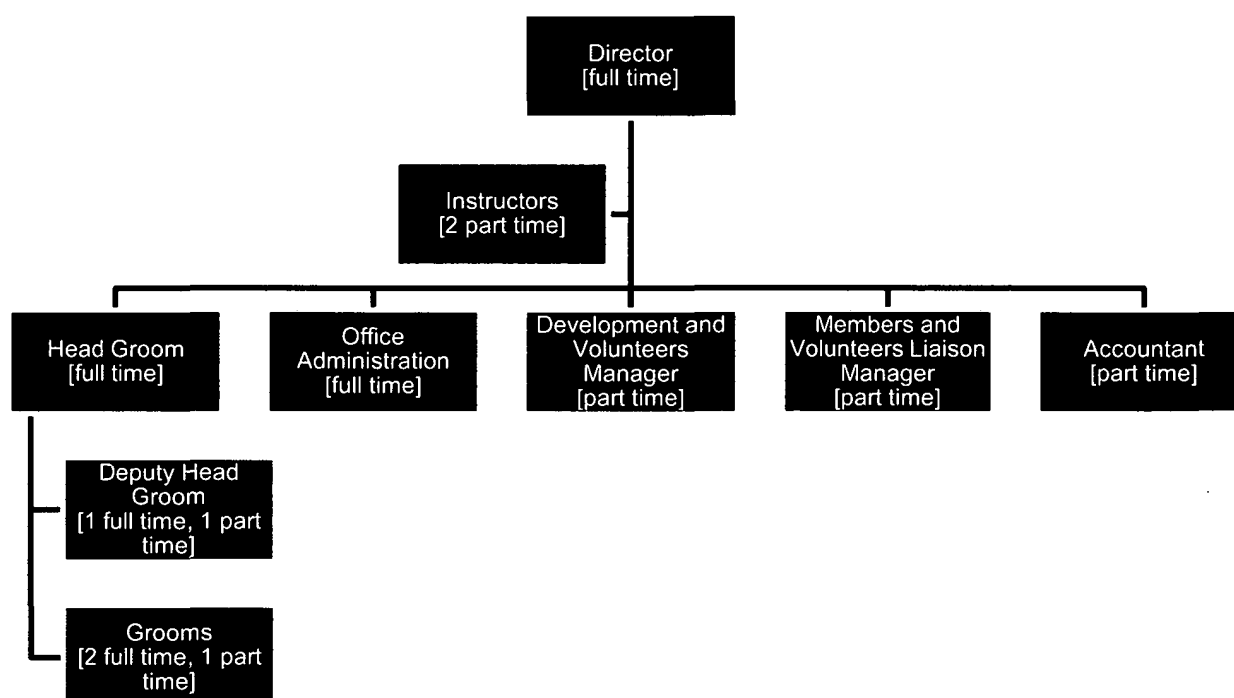 Director
[full time]
Instructors
[2 part time]
Head Groom
[full time]
Office
Administration
[full time]
Development and
Volunteers
Manager
[part time]
Members and
Volunteers Liaison
Manager
[part time]
Accountant
[part time]
Deputy Head
Groom
[1 full time, 1 part
time]
Grooms
[2 full time, 1 part
time]